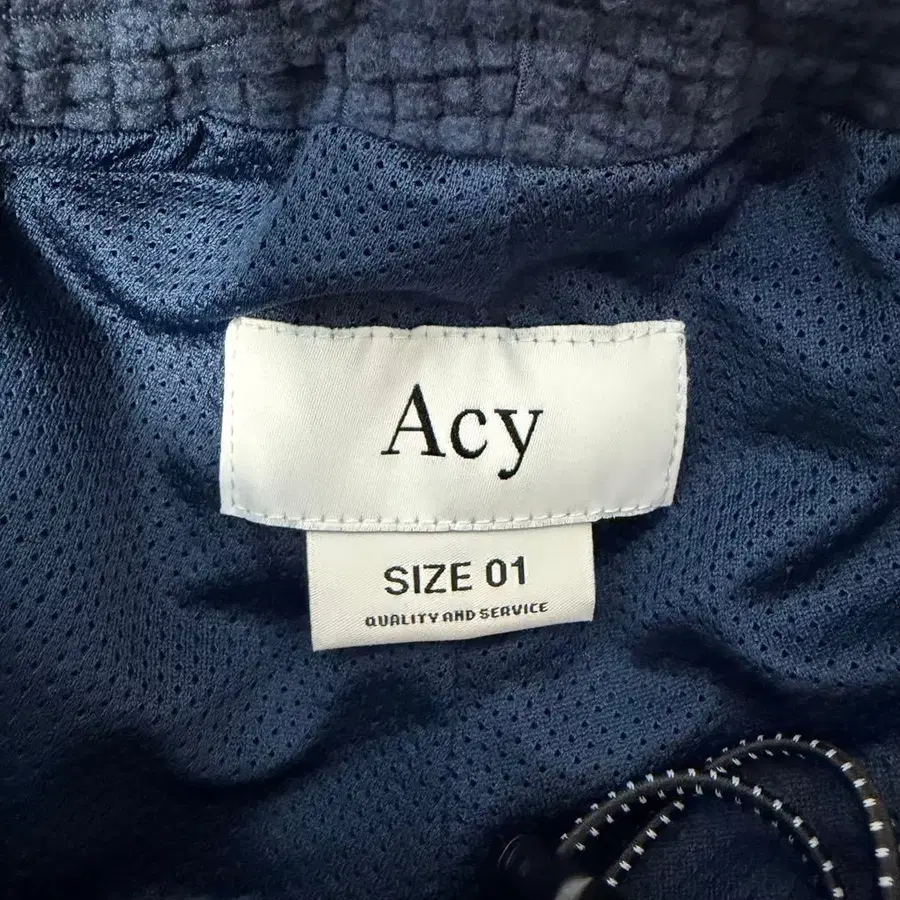 Acy
SIZE 01
QUALITY AND SERVICE